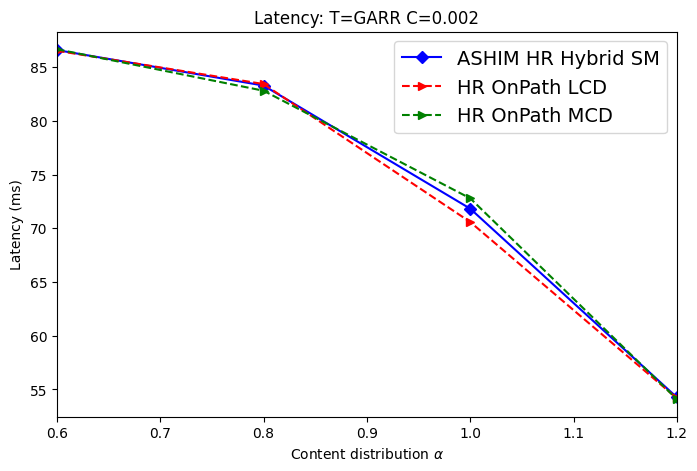 Latency: T=GARR C=0.002
ASHIM HR Hybrid SM
HR OnPath LCD
HR OnPath MCD
Latency (ms)
85
80
75
70
65
60
55
0.6 0.7 0.8 0.9 1.0 1.1 1.2
Content distribution α